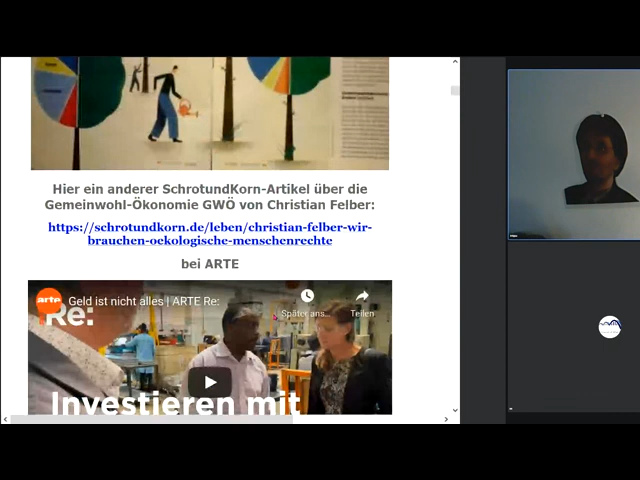 Hier ein anderer SchrotundKorn-Artikel über die
Gemeinwohl-Ökonomie GWÖ von Christian Felber:
https://schrotundkorn.de/leben/christian-felber-wir-
brauchen-oekologische-menschenrechte
bei ARTE
arte
Geld ist nicht alles | ARTE Re:
Re:
Später ans...
Teilen
Investieren mit